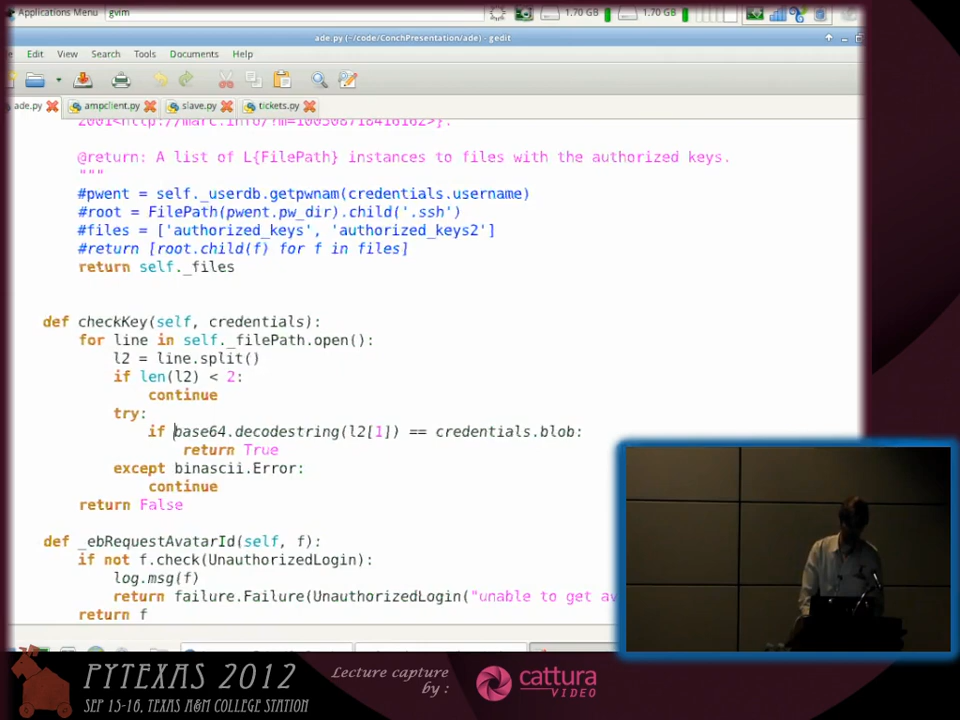 Applications Menu gvim 1.70 GB 1.70 GB
ade.py (~/code/ConchPresentation/ade) - gedit
Edit View Search Tools Documents Help
ade.py ampclient.py slave.py tickets.py
@return: A list of L{FilePath} instances to files with the authorized keys.
"""
#pwent = self._userdb.getpwnam(credentials.username)
#root = FilePath(pwent.pw_dir).child('.ssh')
#files = ['authorized_keys', 'authorized_keys2']
#return [root.child(f) for f in files]
return self._files
def checkKey(self, credentials):
for line in self._filePath.open():
l2 = line.split()
if len(l2) < 2:
continue
try:
if base64.decodestring(l2[1]) == credentials.blob:
return True
except binascii.Error:
continue
return False
def _ebRequestAvatarId(self, f):
if not f.check(UnauthorizedLogin):
log.msg(f)
return failure.Failure(UnauthorizedLogin("unable to get av
return f
PYTEXAS 2012
SEP 15-16, TEXAS A&M COLLEGE STATION
Lecture capture
by :
cattura
VIDEO